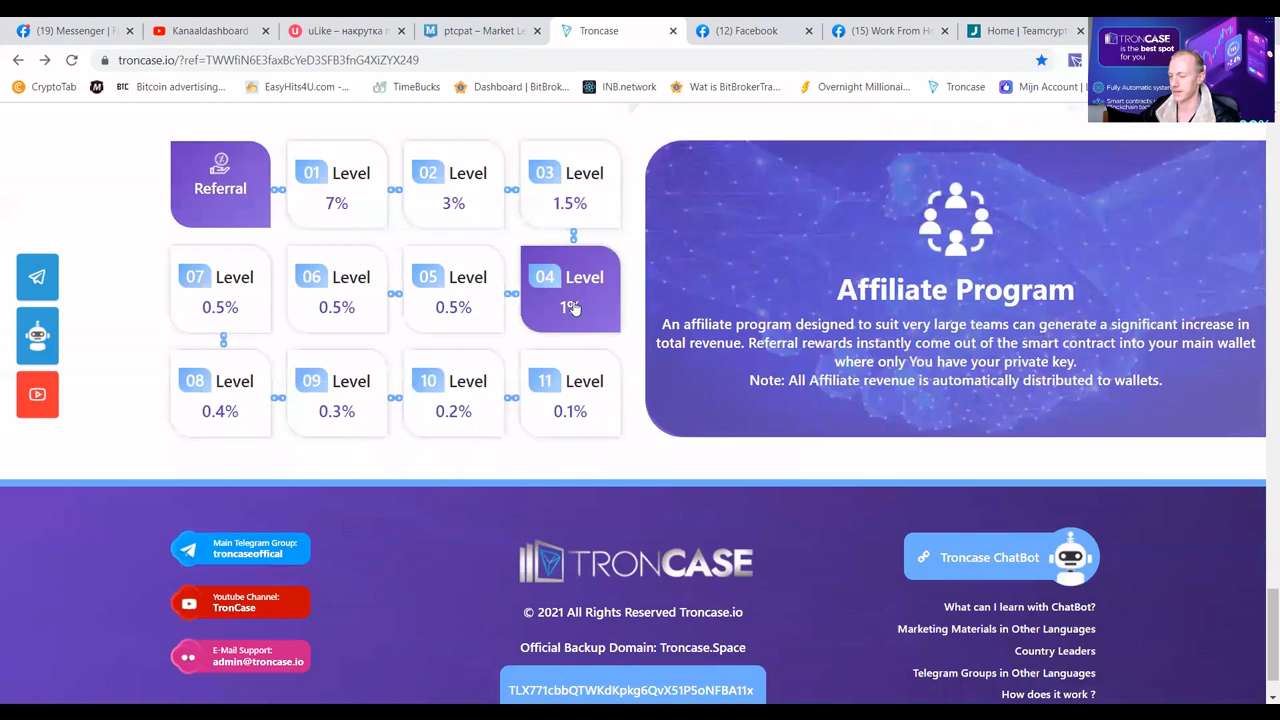 (19) Messenger | F
Kanaaldashboard
uLike – накрутка п
ptcpat – Market Le
Troncase
(12) Facebook
(15) Work From Ho
Home | Teamcrypt
troncase.io/?ref=TWWfiN6E3faxBcYeD3SFB3fnG4XtZYX249
CryptoTab
BTC Bitcoin advertising...
EasyHits4U.com -...
TimeBucks
Dashboard | BitBrok...
INB.network
Wat is BitBrokerTra...
Overnight Millionai...
Troncase
Mijn Account |
TRONCASE
is the best spot
for you
Fully Automatic system
Smart contracts
Referral
01 Level
7%
02 Level
3%
03 Level
1.5%
07 Level
0.5%
06 Level
0.5%
05 Level
0.5%
04 Level
1%
08 Level
0.4%
09 Level
0.3%
10 Level
0.2%
11 Level
0.1%
Affiliate Program
An affiliate program designed to suit very large teams can generate a significant increase in
total revenue. Referral rewards instantly come out of the smart contract into your main wallet
where only You have your private key.
Note: All Affiliate revenue is automatically distributed to wallets.
Main Telegram Group:
troncaseoffical
Youtube Channel:
TronCase
E-Mail Support:
admin@troncase.io
TRONCASE
© 2021 All Rights Reserved Troncase.io
Official Backup Domain: Troncase.Space
TLX771cbbQTWKdKpkg6QvX51P5oNFBA11x
Troncase ChatBot
What can I learn with ChatBot?
Marketing Materials in Other Languages
Country Leaders
Telegram Groups in Other Languages
How does it work ?